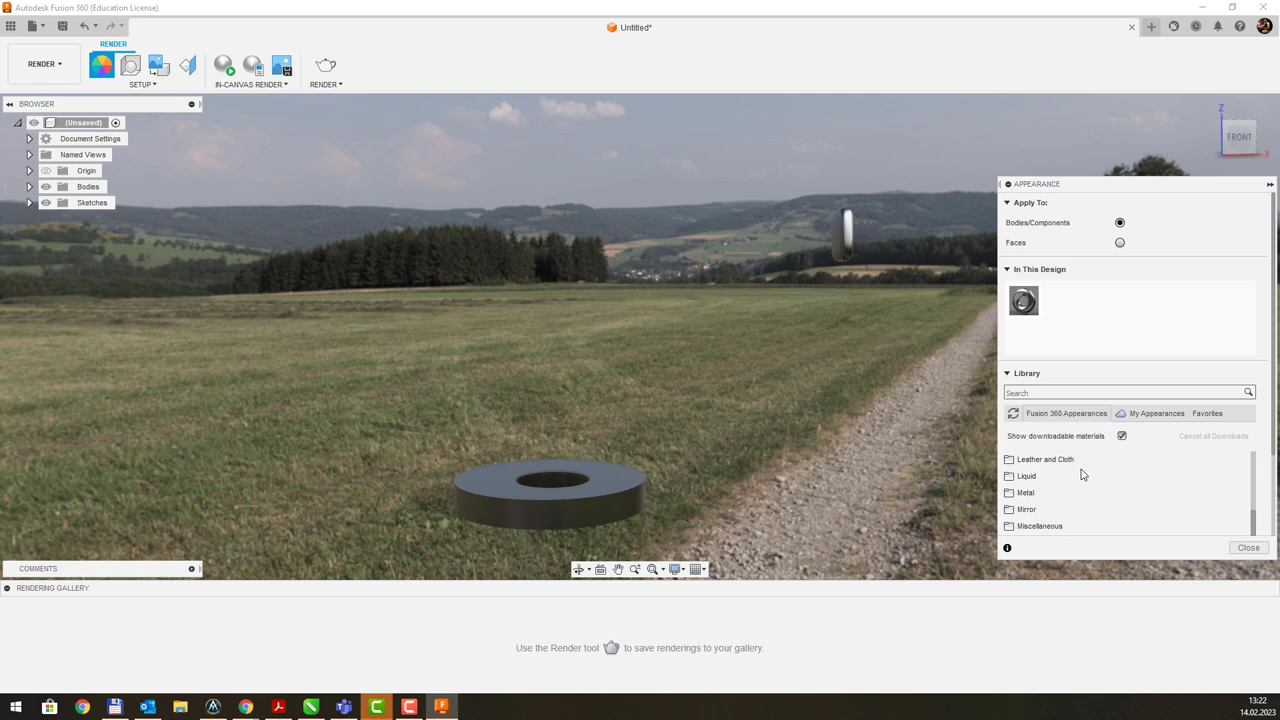 Autodesk Fusion 360 (Education License)
Untitled*
RENDER
RENDER
SETUP
IN-CANVAS RENDER
RENDER
BROWSER
(Unsaved)
Document Settings
Named Views
Origin
Bodies
Sketches
Z
FRONT
X
APPEARANCE
Apply To:
Bodies/Components
Faces
In This Design
Library
Search
Fusion 360 Appearances My Appearances Favorites
Show downloadable materials Cancel all Downloads
Leather and Cloth
Liquid
Metal
Mirror
Miscellaneous
Close
COMMENTS
RENDERING GALLERY
Use the Render tool to save renderings to your gallery.
13:22
14.02.2023